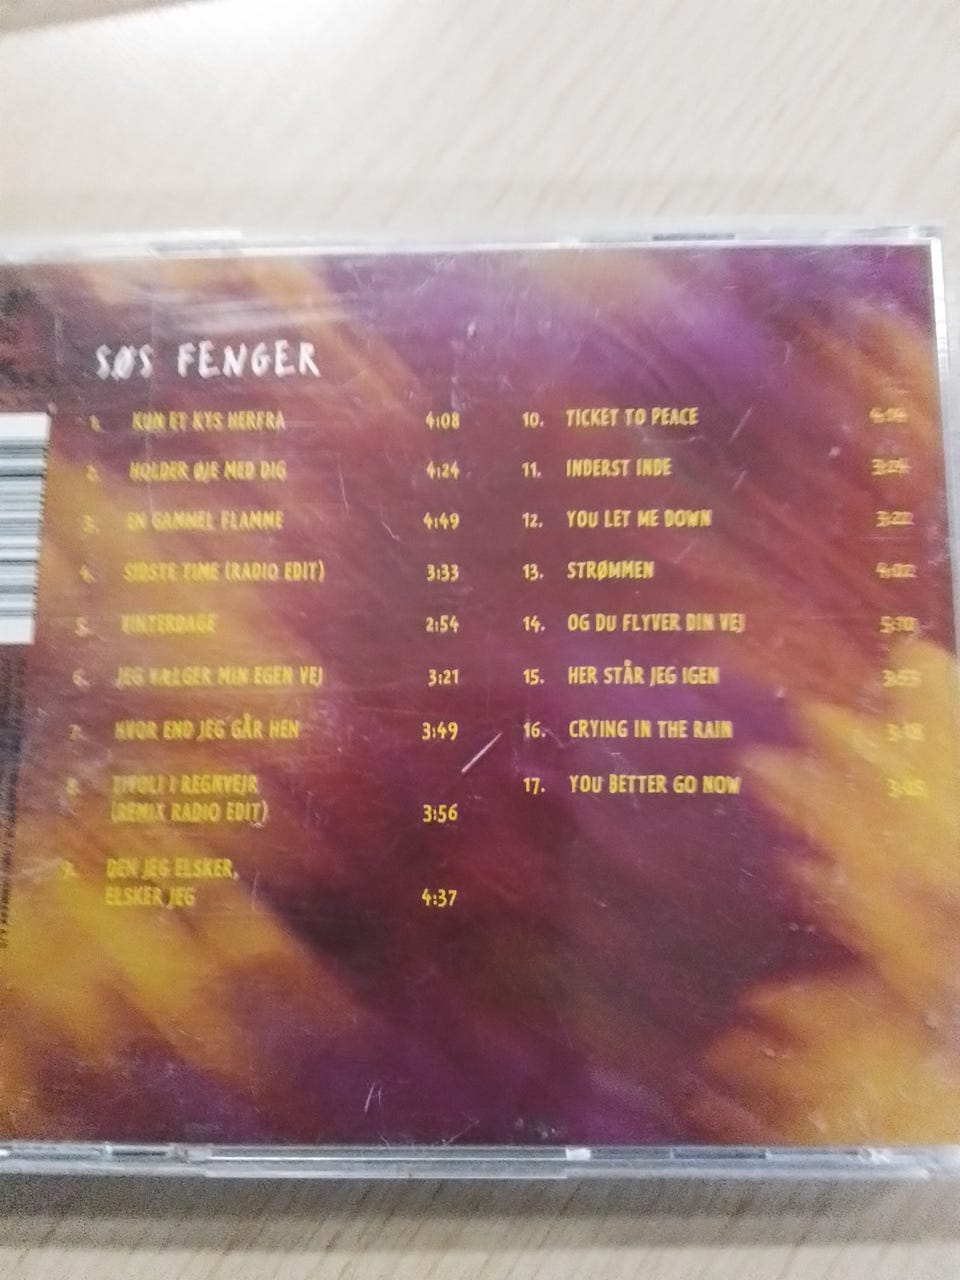 SØS FENGER
1. KUN ET KYS HERFRA 4:08
2. HOLDER ØJE MED DIG 4:24
3. EN GAMMEL FLAMME 4:49
4. SIDSTE TIME (RADIO EDIT) 3:33
5. VINTERDAGE 2:54
6. JEG VÆLGER MIN EGEN VEJ 3:21
7. HVOR END JEG GÅR HEN 3:49
8. TIVOLI I REGNVEJR
(REMIX RADIO EDIT) 3:56
9. DEN JEG ELSKER,
ELSKER JEG 4:37
10. TICKET TO PEACE
11. INDERST INDE
12. YOU LET ME DOWN 3:22
13. STRØMMEN 4:02
14. OG DU FLYVER DIN VEJ 5:10
15. HER STÅR JEG IGEN
16. CRYING IN THE RAIN
17. YOU BETTER GO NOW